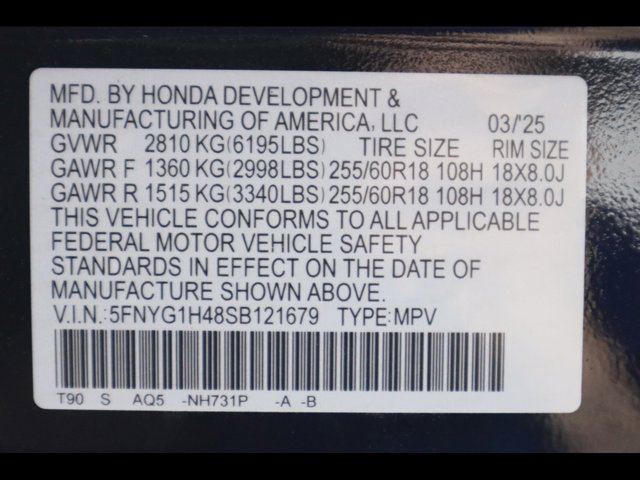 MFD. BY HONDA DEVELOPMENT &
MANUFACTURING OF AMERICA, LLC 03/'25
GVWR 2810 KG(6195LBS) TIRE SIZE RIM SIZE
GAWR F 1360 KG(2998LBS) 255/60R18 108H 18X8.0J
GAWR R 1515 KG(3340LBS) 255/60R18 108H 18X8.0J
THIS VEHICLE CONFORMS TO ALL APPLICABLE
FEDERAL MOTOR VEHICLE SAFETY
STANDARDS IN EFFECT ON THE DATE OF
MANUFACTURE SHOWN ABOVE.
V.I.N.:5FNYG1H48SB121679 TYPE:MPV
T90 S AQ5 -NH731P -A -B